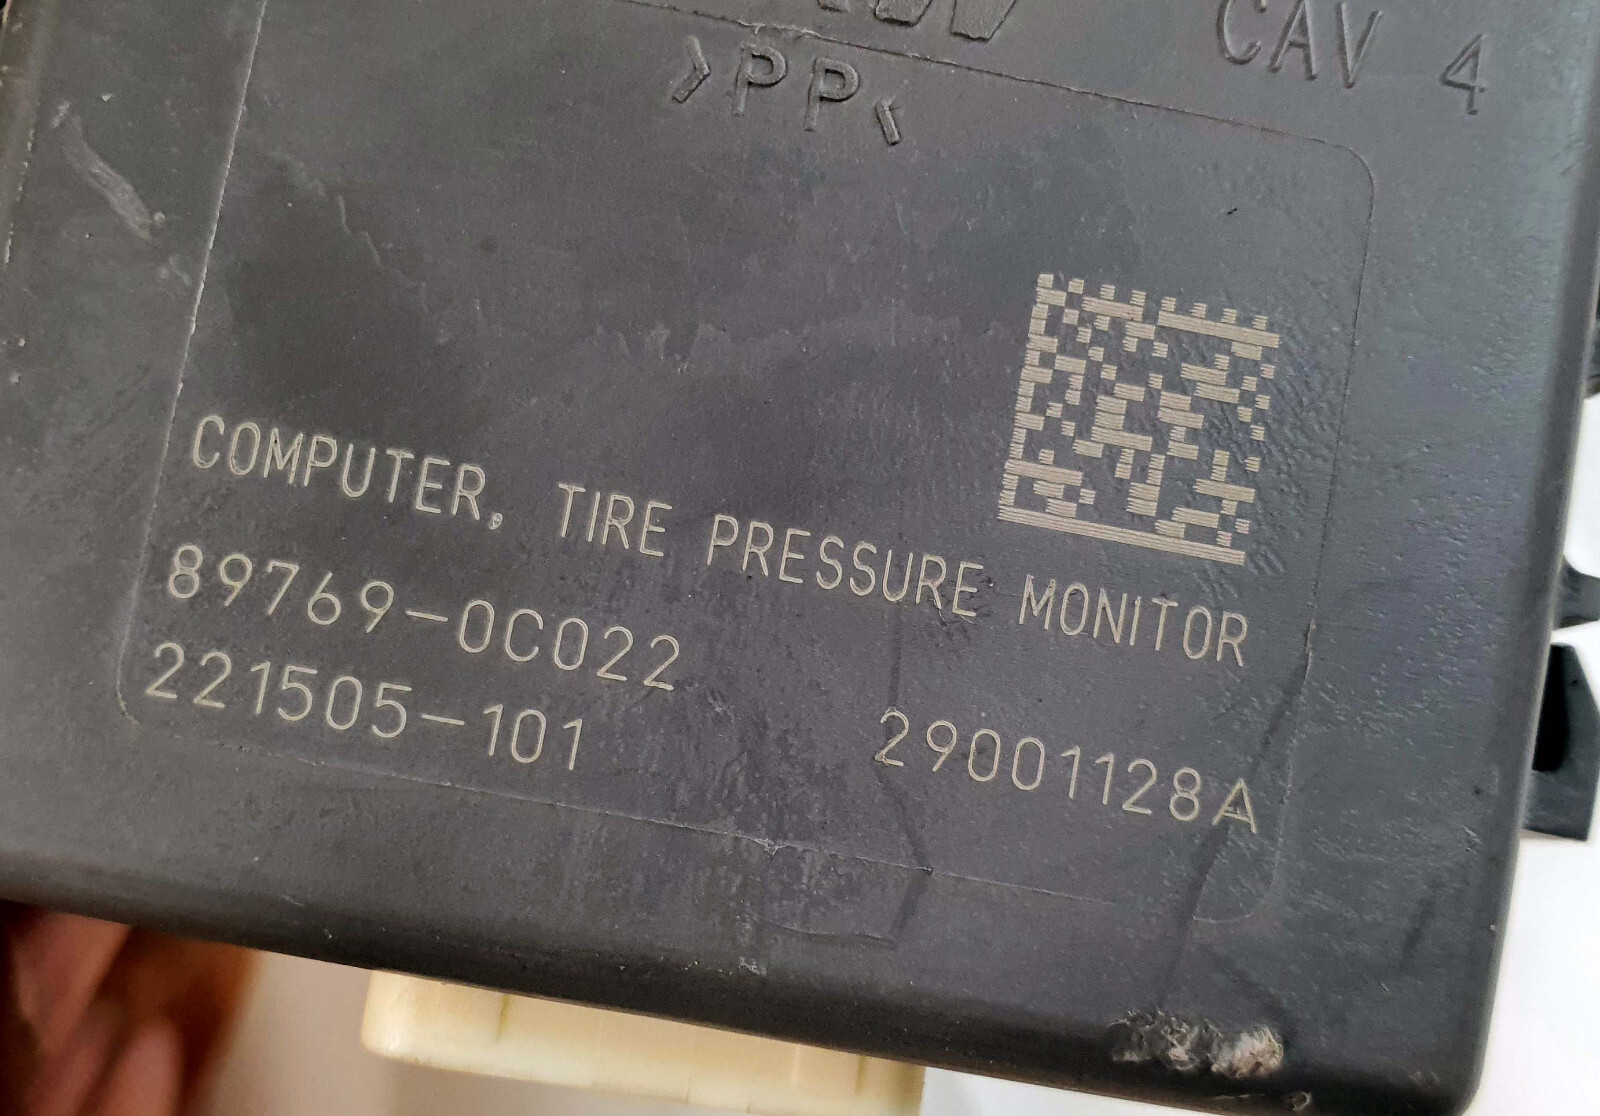 CAV 4
>PP<
COMPUTER, TIRE PRESSURE MONITOR
89769-0C022
221505-101 29001128A